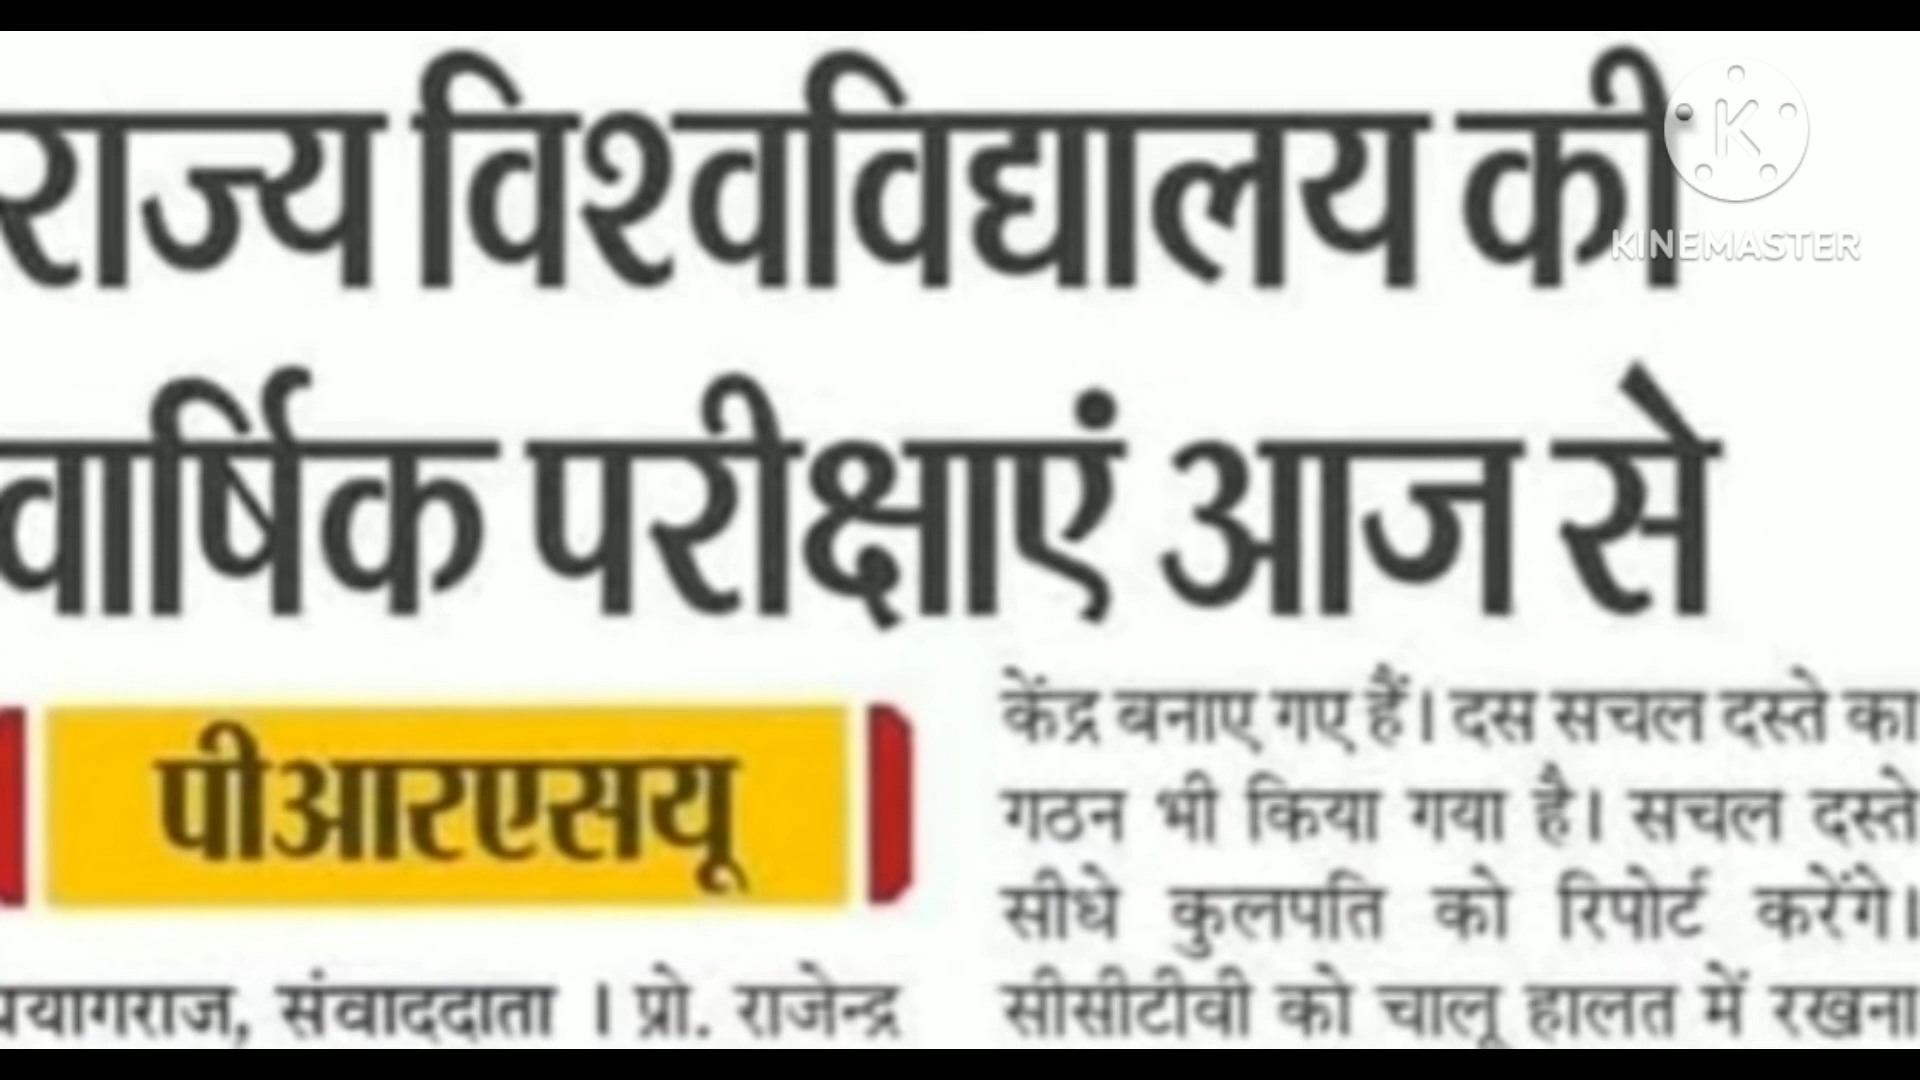 राज्य विश्वविद्यालय की
वार्षिक परीक्षाएं आज से
पीआरएसयू
प्रयागराज, संवाददाता । प्रो. राजेन्द्र
केंद्र बनाए गए हैं। दस सचल दस्ते का
गठन भी किया गया है। सचल दस्ते
सीधे कुलपति को रिपोर्ट करेंगे।
सीसीटीवी को चालू हालत में रखना
K
KINEMASTER